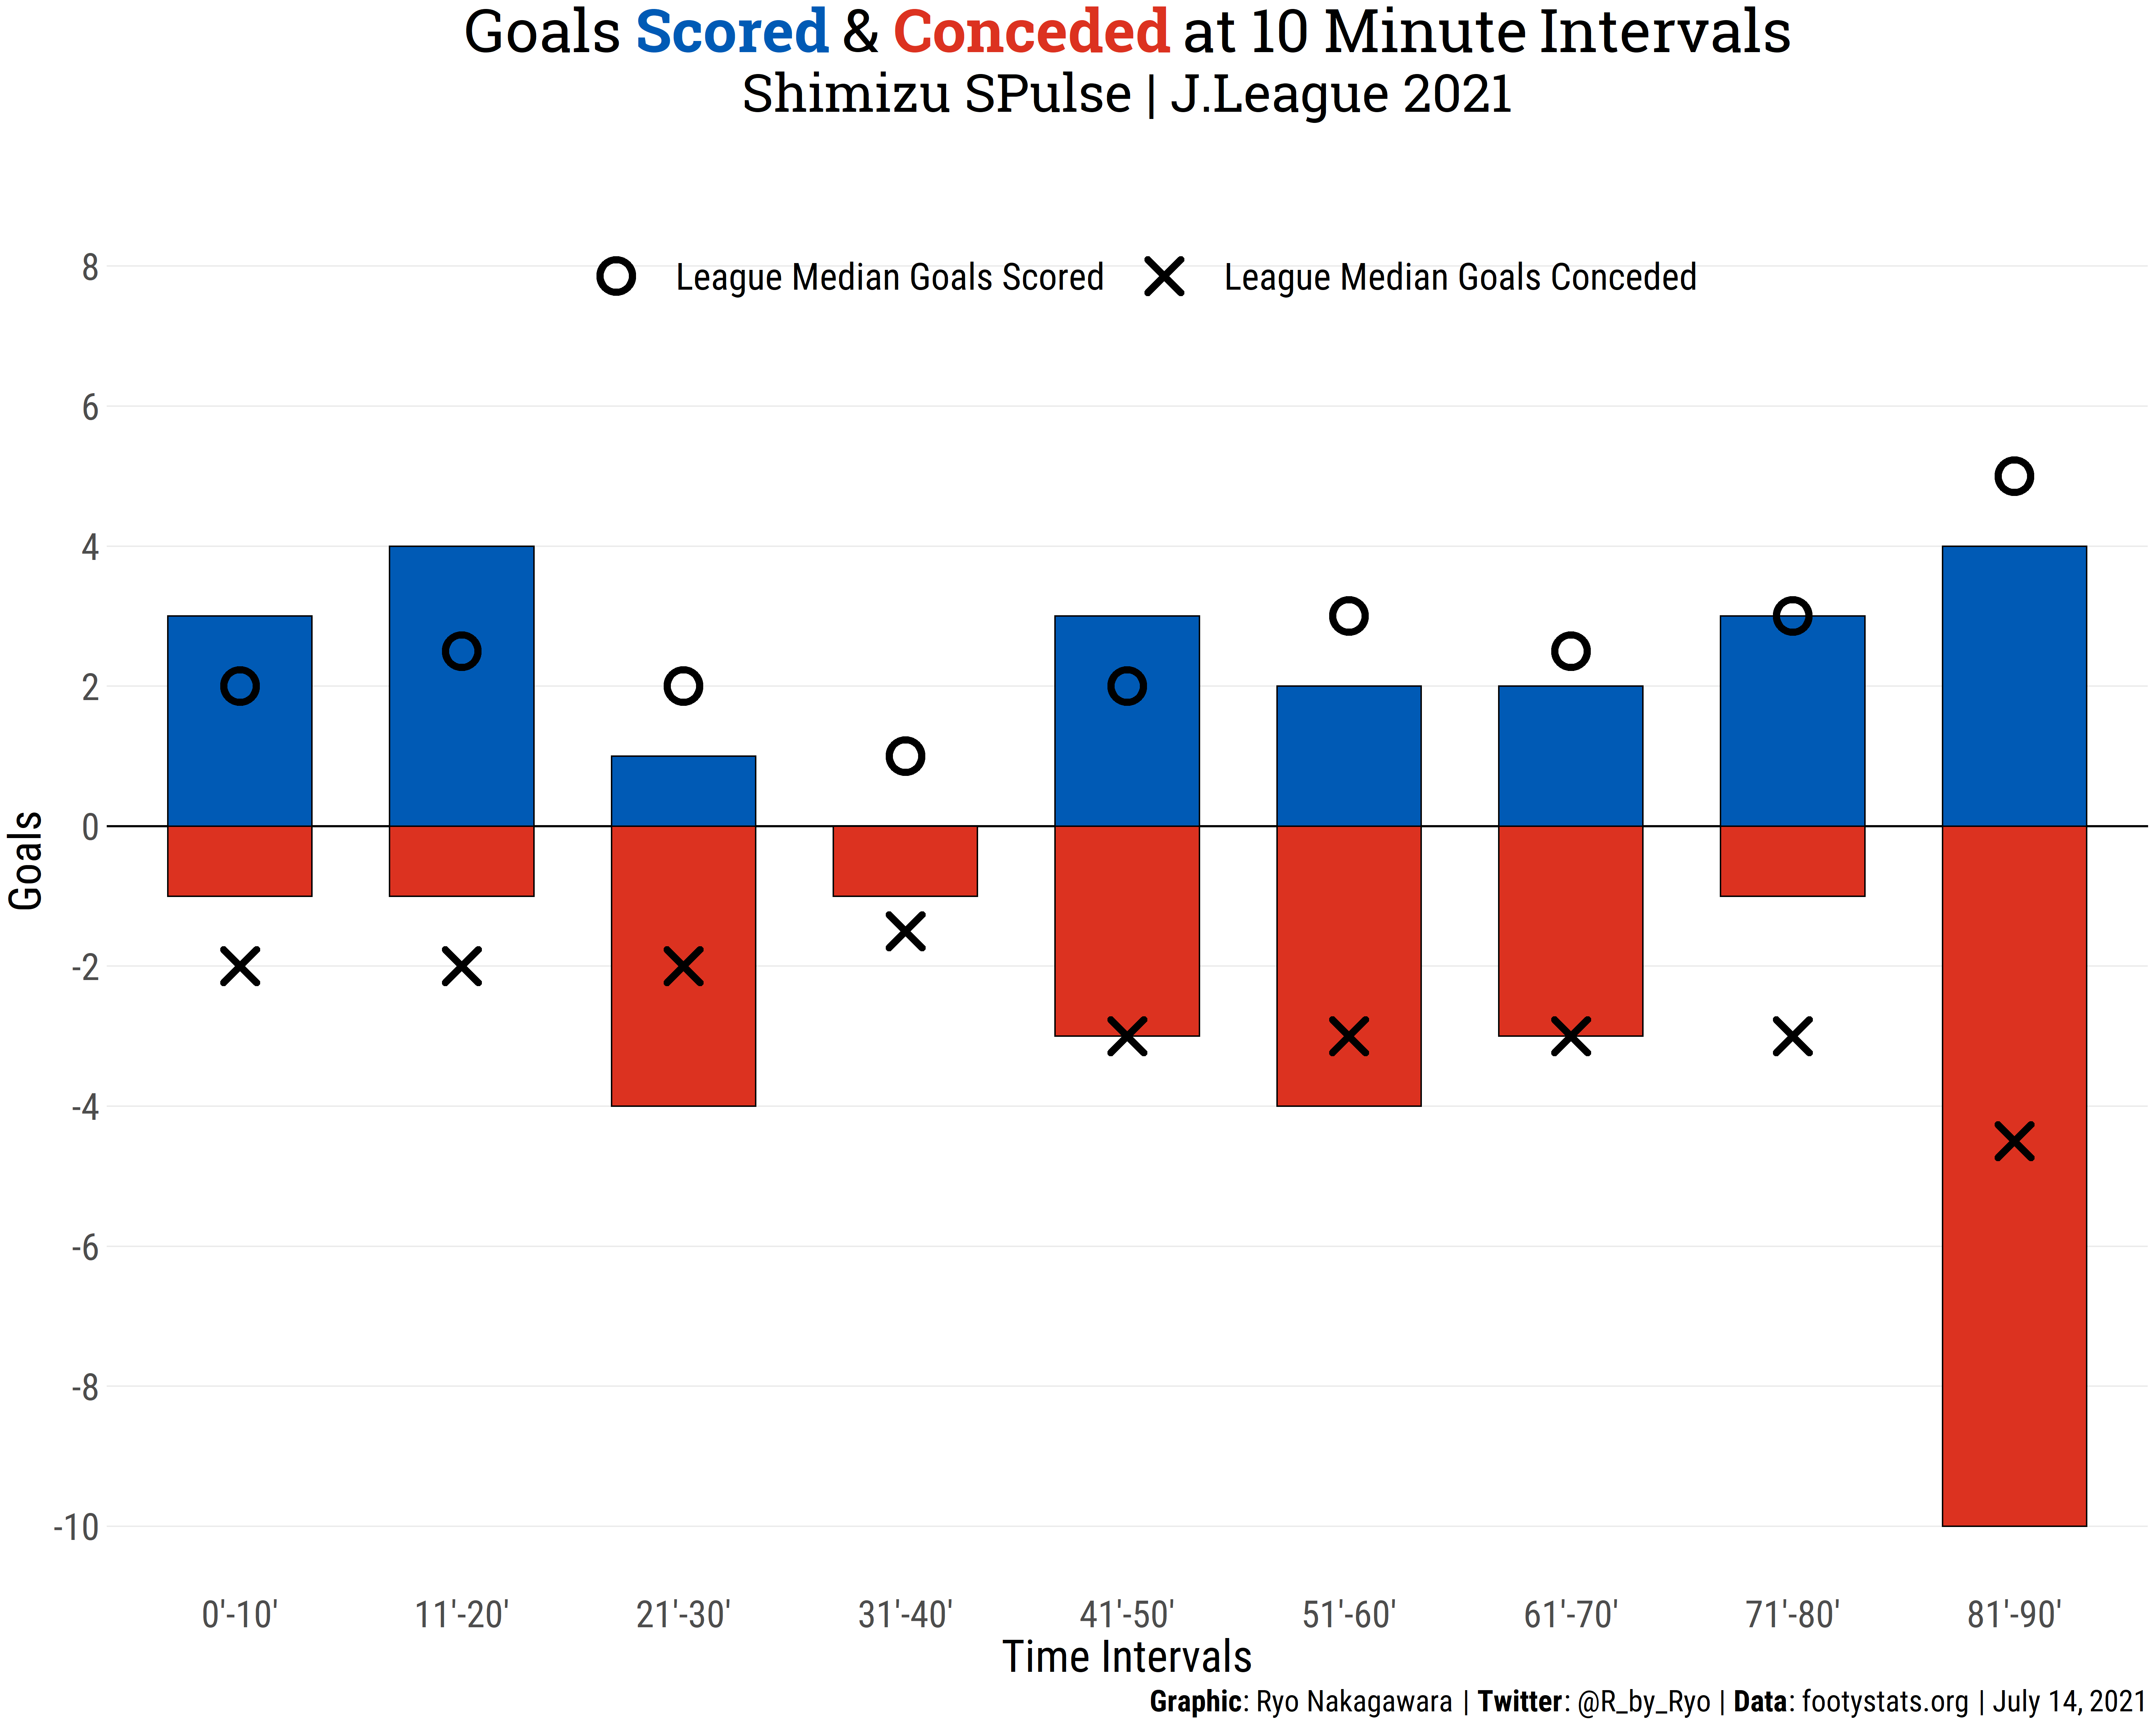 Goals Scored & Conceded at 10 Minute Intervals
Shimizu SPulse | J.League 2021
League Median Goals Scored
League Median Goals Conceded
8
6
4
2
0
-2
-4
-6
-8
-10
Goals
0'-10'
11'-20'
21'-30'
31'-40'
41'-50'
51'-60'
61'-70'
71'-80'
81'-90'
Time Intervals
Graphic: Ryo Nakagawara | Twitter: @R_by_Ryo | Data: footystats.org | July 14, 2021